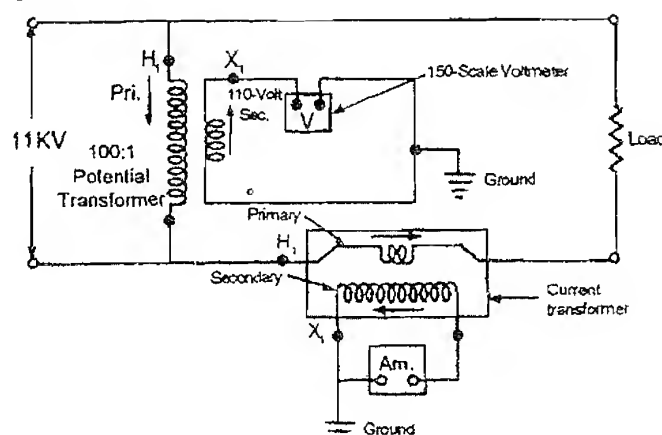 H₁
X₁
150-Scale Voltmeter
Pri.
110-Volt
Sec.
V
11KV
100:1
Potential
Transformer
Load
Ground
Primary
H₁
Secondary
Current
transformer
X₁
Am.
Ground